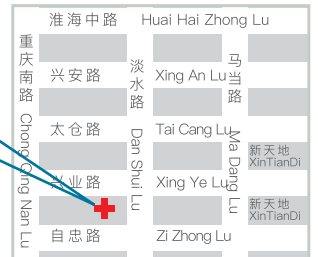 淮海中路 Huai Hai Zhong Lu
重庆南路 Chong Qing Nan Lu
淡水路 Dan Shui Lu
马当路 Ma Dang Lu
兴安路 Xing An Lu
太仓路 Tai Cang Lu
新天地
XinTianDi
兴业路 Xing Ye Lu
新天地
XinTianDi
自忠路 Zi Zhong Lu